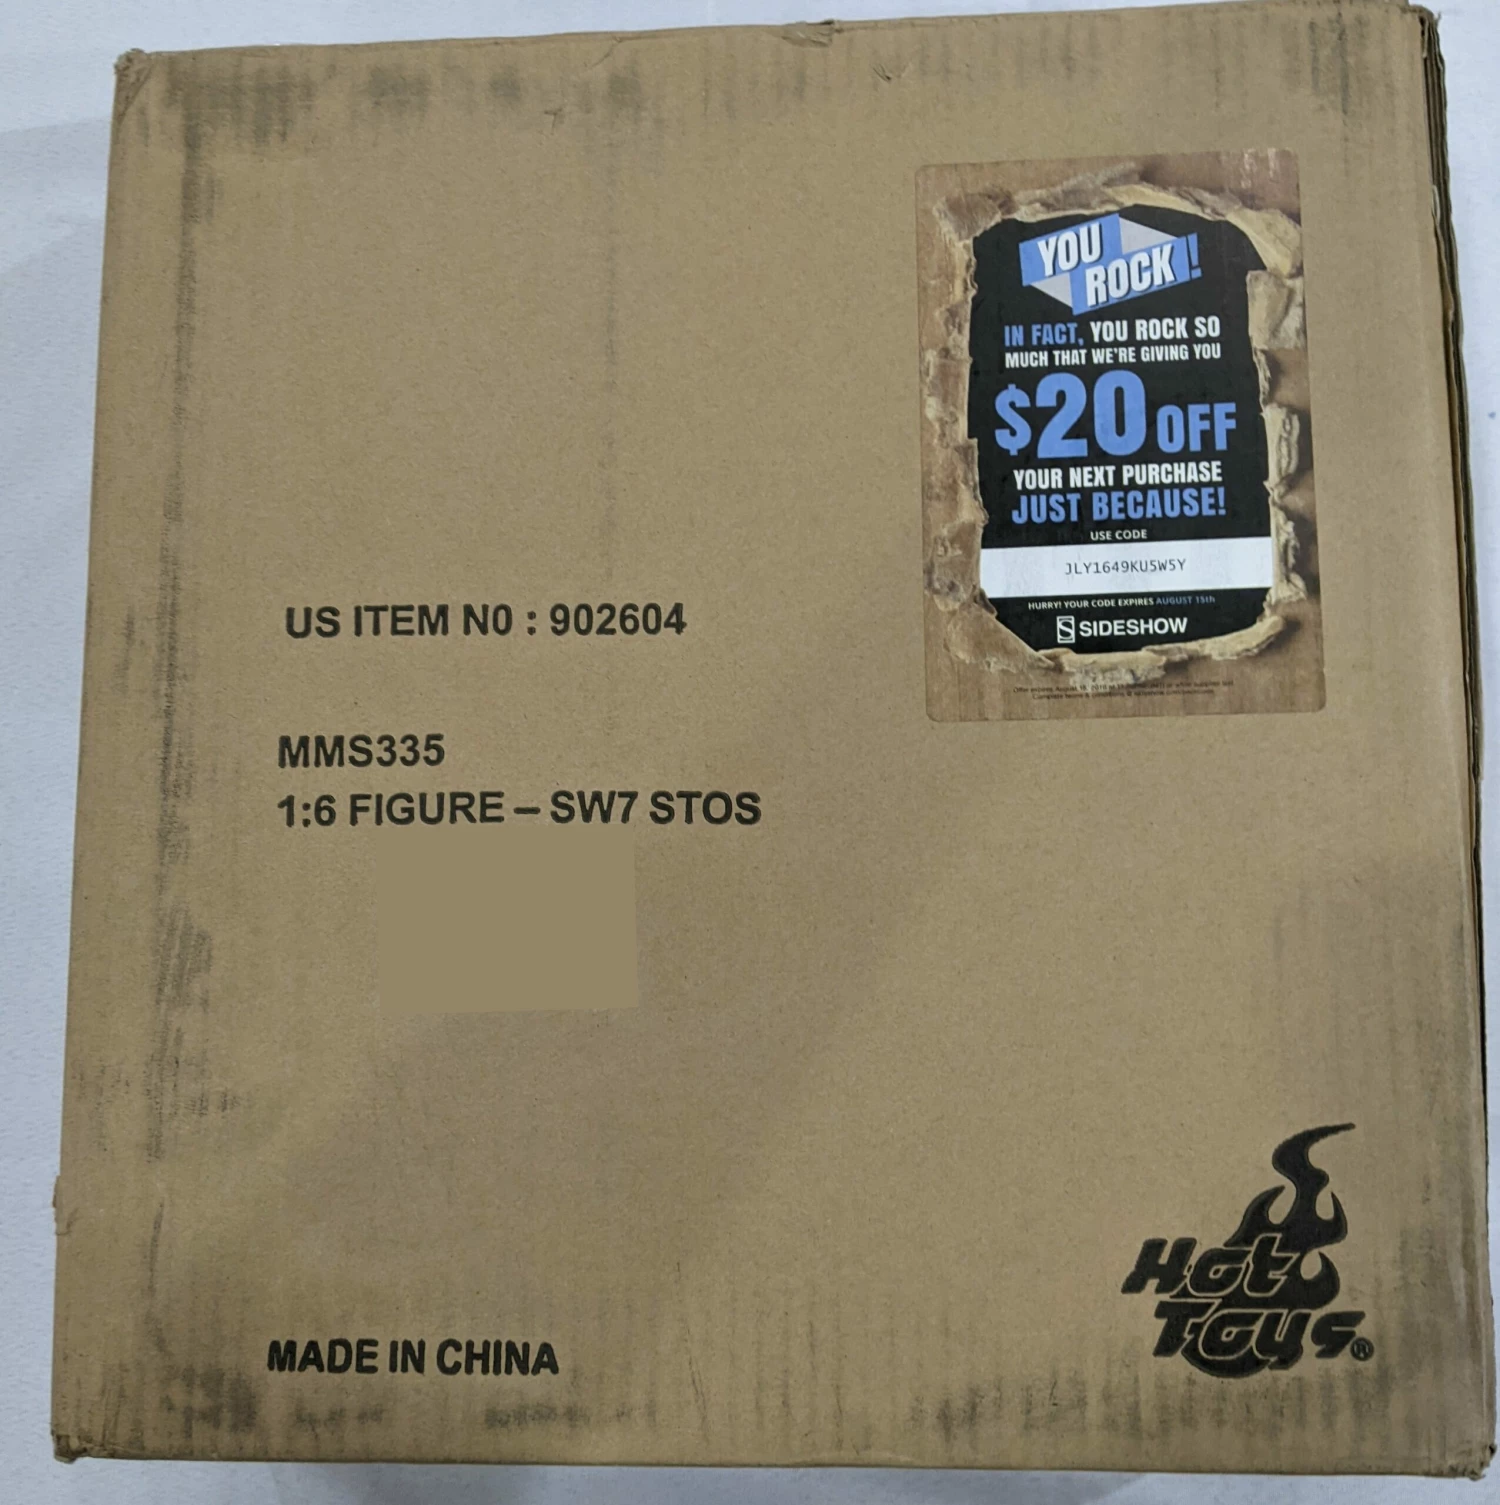 YOU
ROCK!
IN FACT, YOU ROCK SO
MUCH THAT WE'RE GIVING YOU
$20 OFF
YOUR NEXT PURCHASE
JUST BECAUSE!
USE CODE
JLY1649KU5W5Y
HURRY! YOUR CODE EXPIRES AUGUST 15th
SIDESHOW
US ITEM NO : 902604
MMS335
1:6 FIGURE – SW7 STOS
MADE IN CHINA
Hot
Toys®